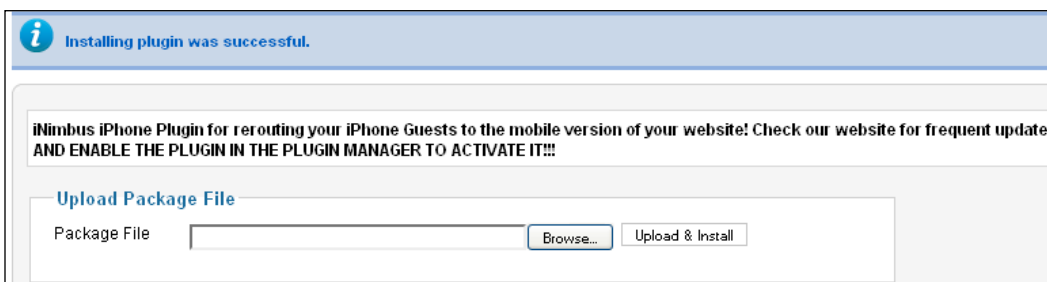 Installing plugin was successful.
iNimbus iPhone Plugin for rerouting your iPhone Guests to the mobile version of your website! Check our website for frequent update
AND ENABLE THE PLUGIN IN THE PLUGIN MANAGER TO ACTIVATE IT!!!
Upload Package File
Package File Browse... Upload & Install